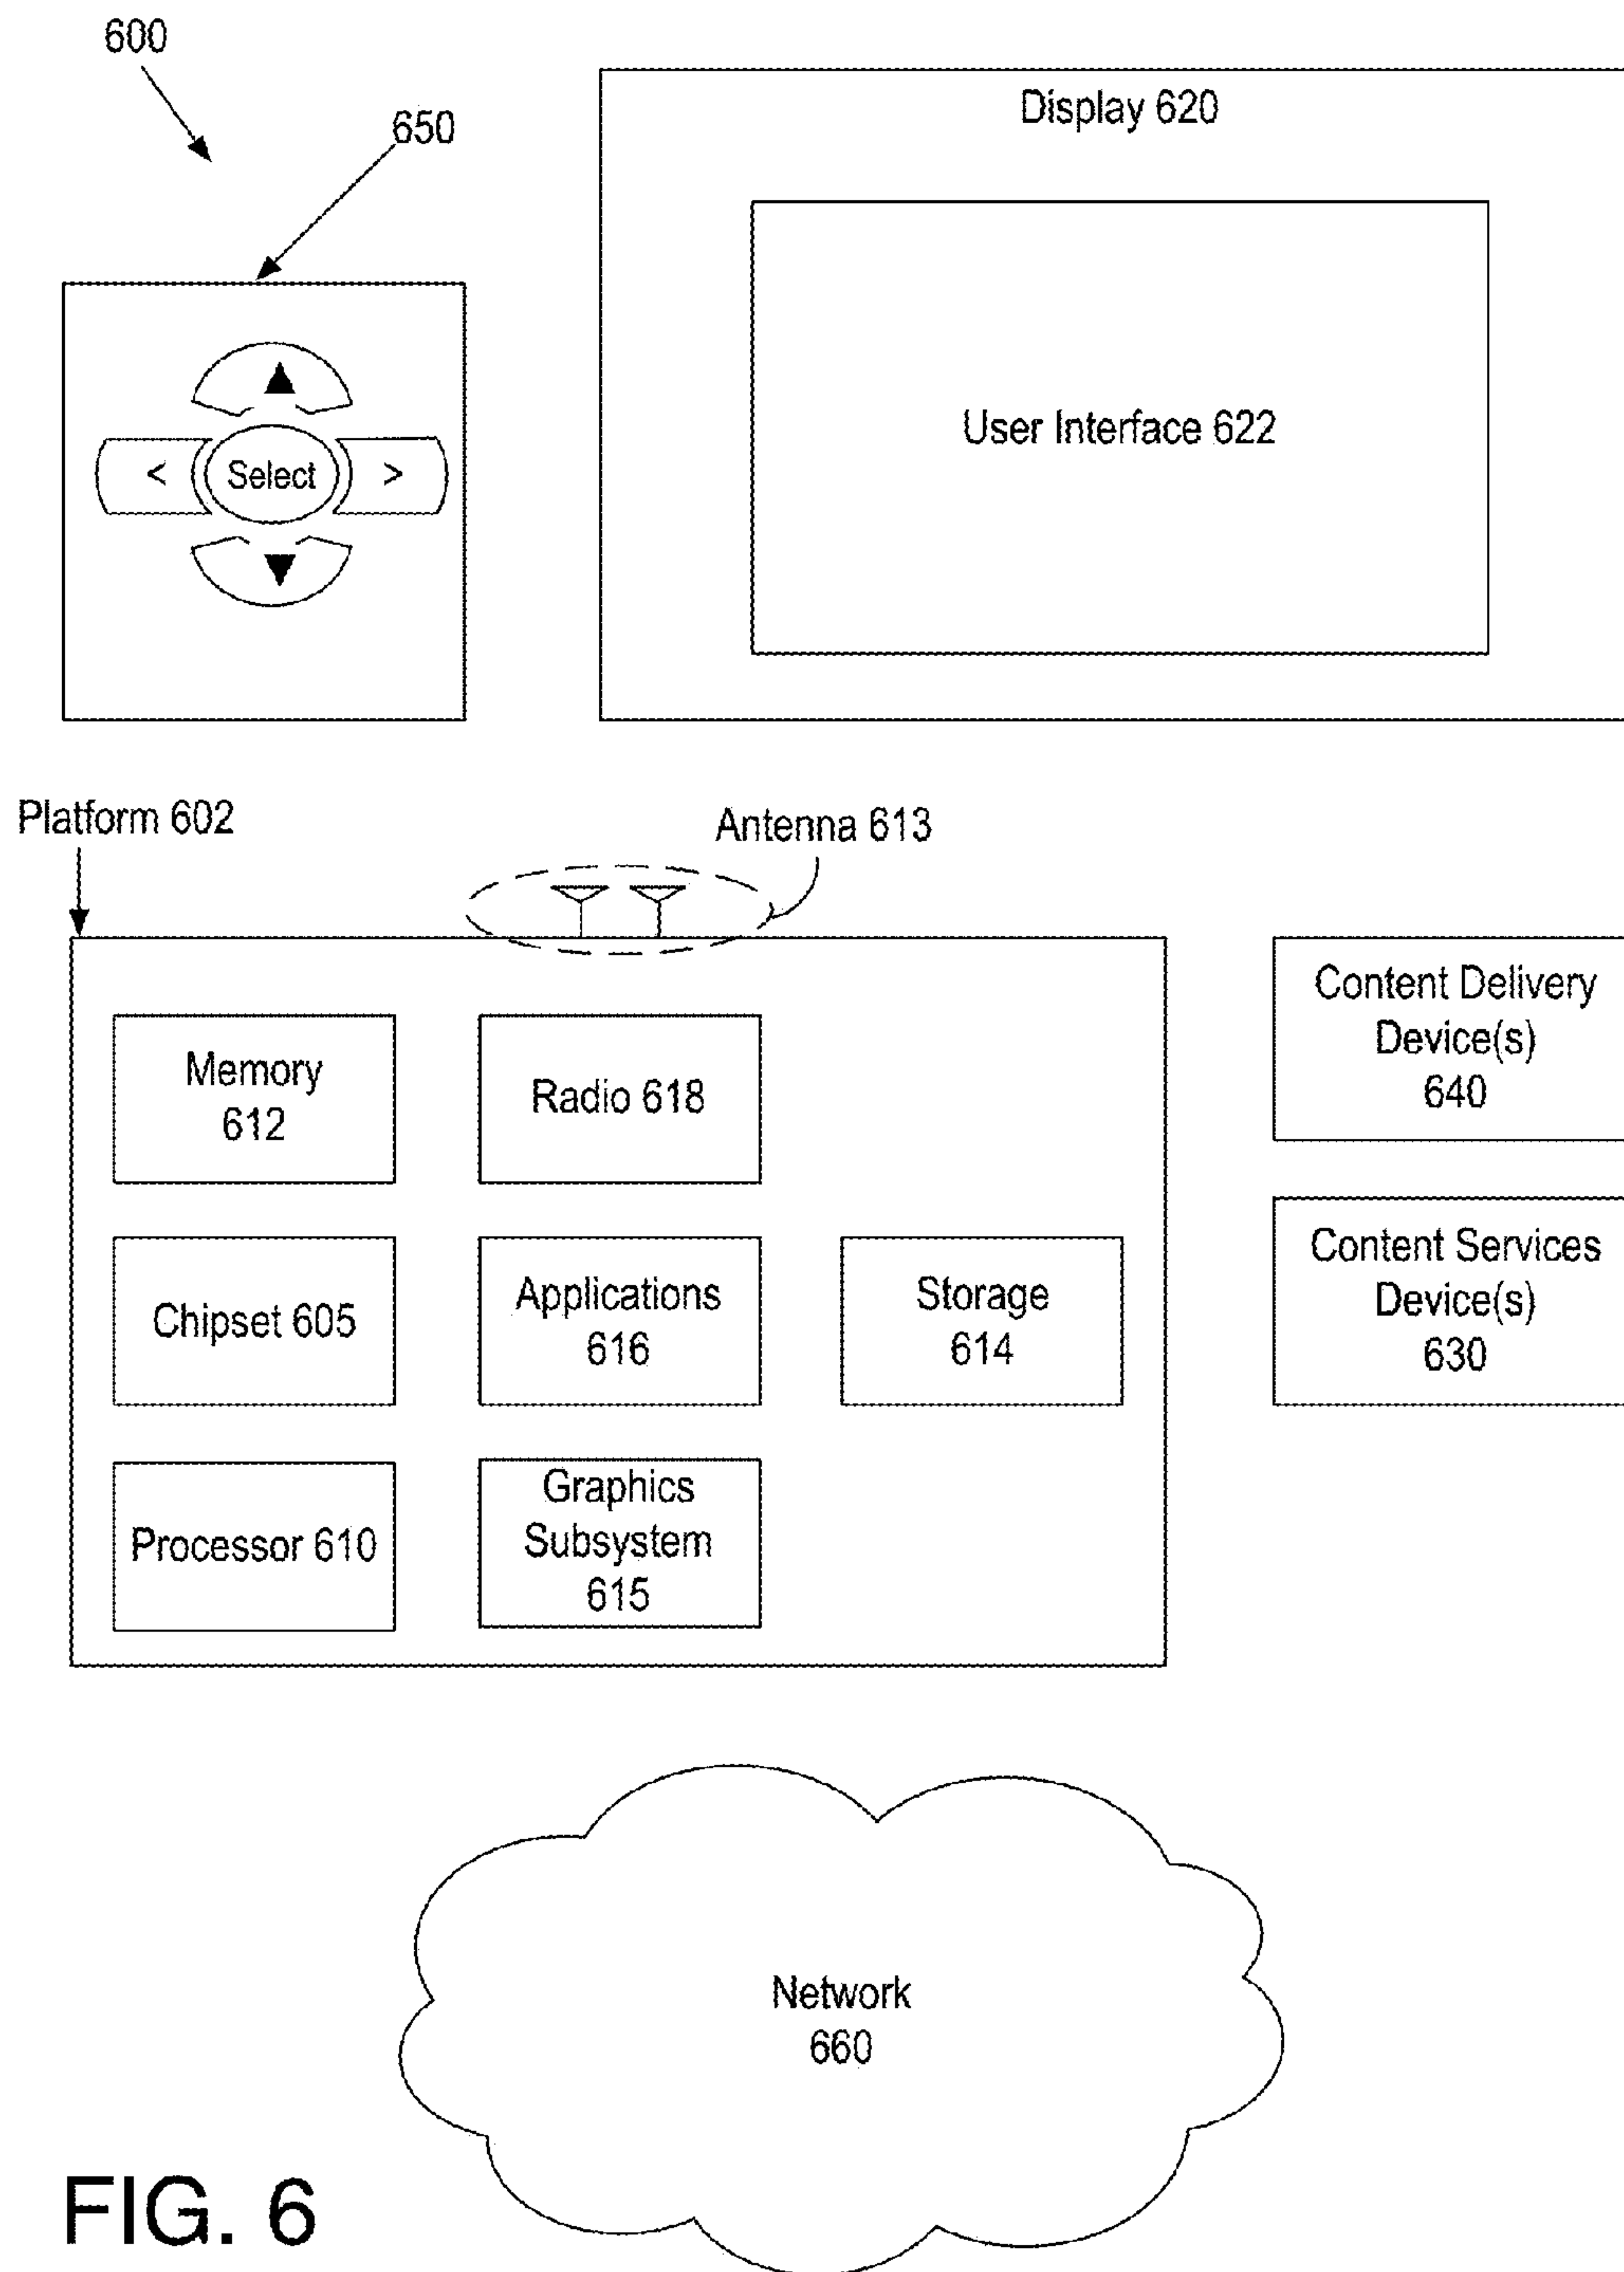 600
650
Display 620
User Interface 622
<
Select
>
Platform 602
Antenna 613
Memory
612
Radio 618
Chipset 605
Applications
616
Storage
614
Processor 610
Graphics
Subsystem
615
Content Delivery
Device(s)
640
Content Services
Device(s)
630
Network
660
FIG. 6